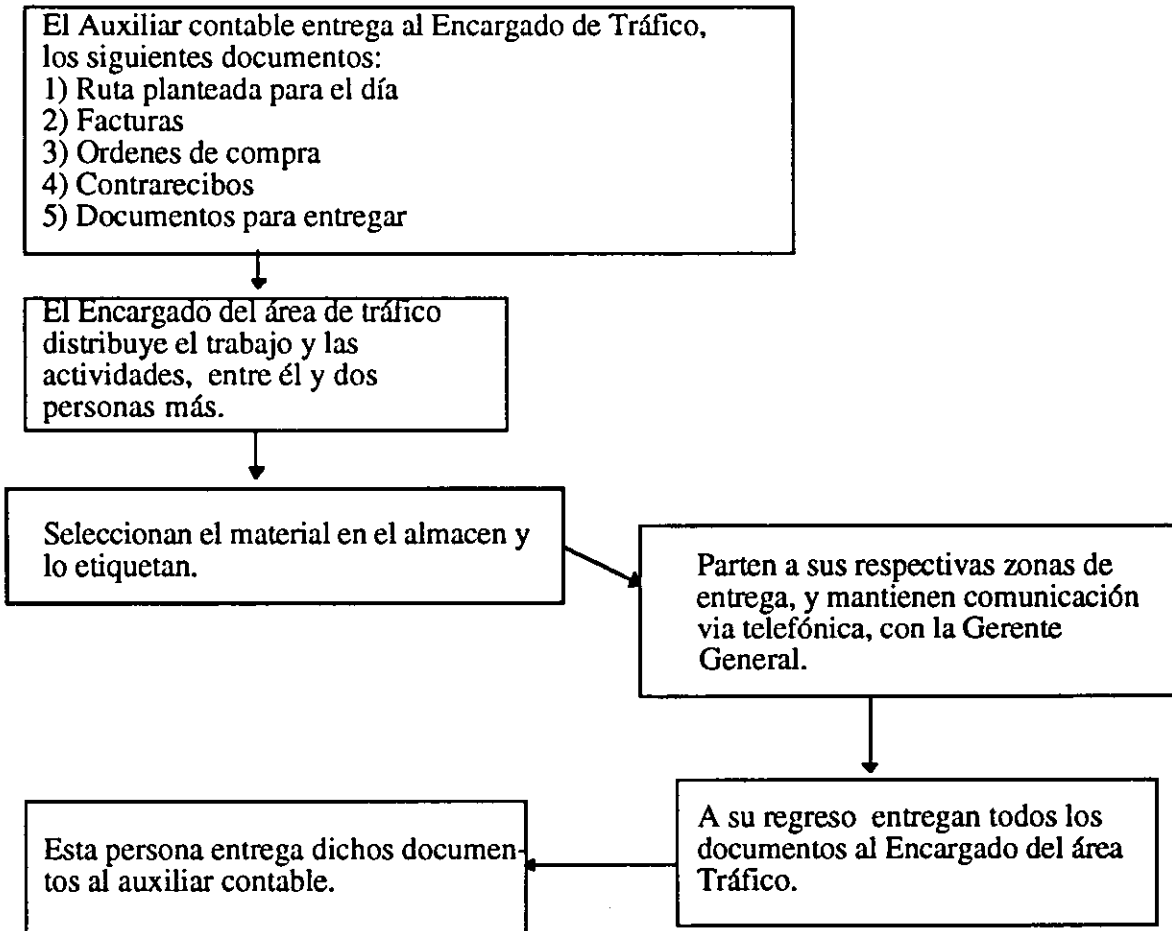 El Auxiliar contable entrega al Encargado de Tráfico,
los siguientes documentos:
1) Ruta planteada para el día
2) Facturas
3) Ordenes de compra
4) Contrarecibos
5) Documentos para entregar
El Encargado del área de tráfico
distribuye el trabajo y las
actividades, entre él y dos
personas más.
Seleccionan el material en el almacen y
lo etiquetan.
Parten a sus respectivas zonas de
entrega, y mantienen comunicación
via telefónica, con la Gerente
General.
A su regreso entregan todos los
documentos al Encargado del área
Tráfico.
Esta persona entrega dichos documen-
tos al auxiliar contable.